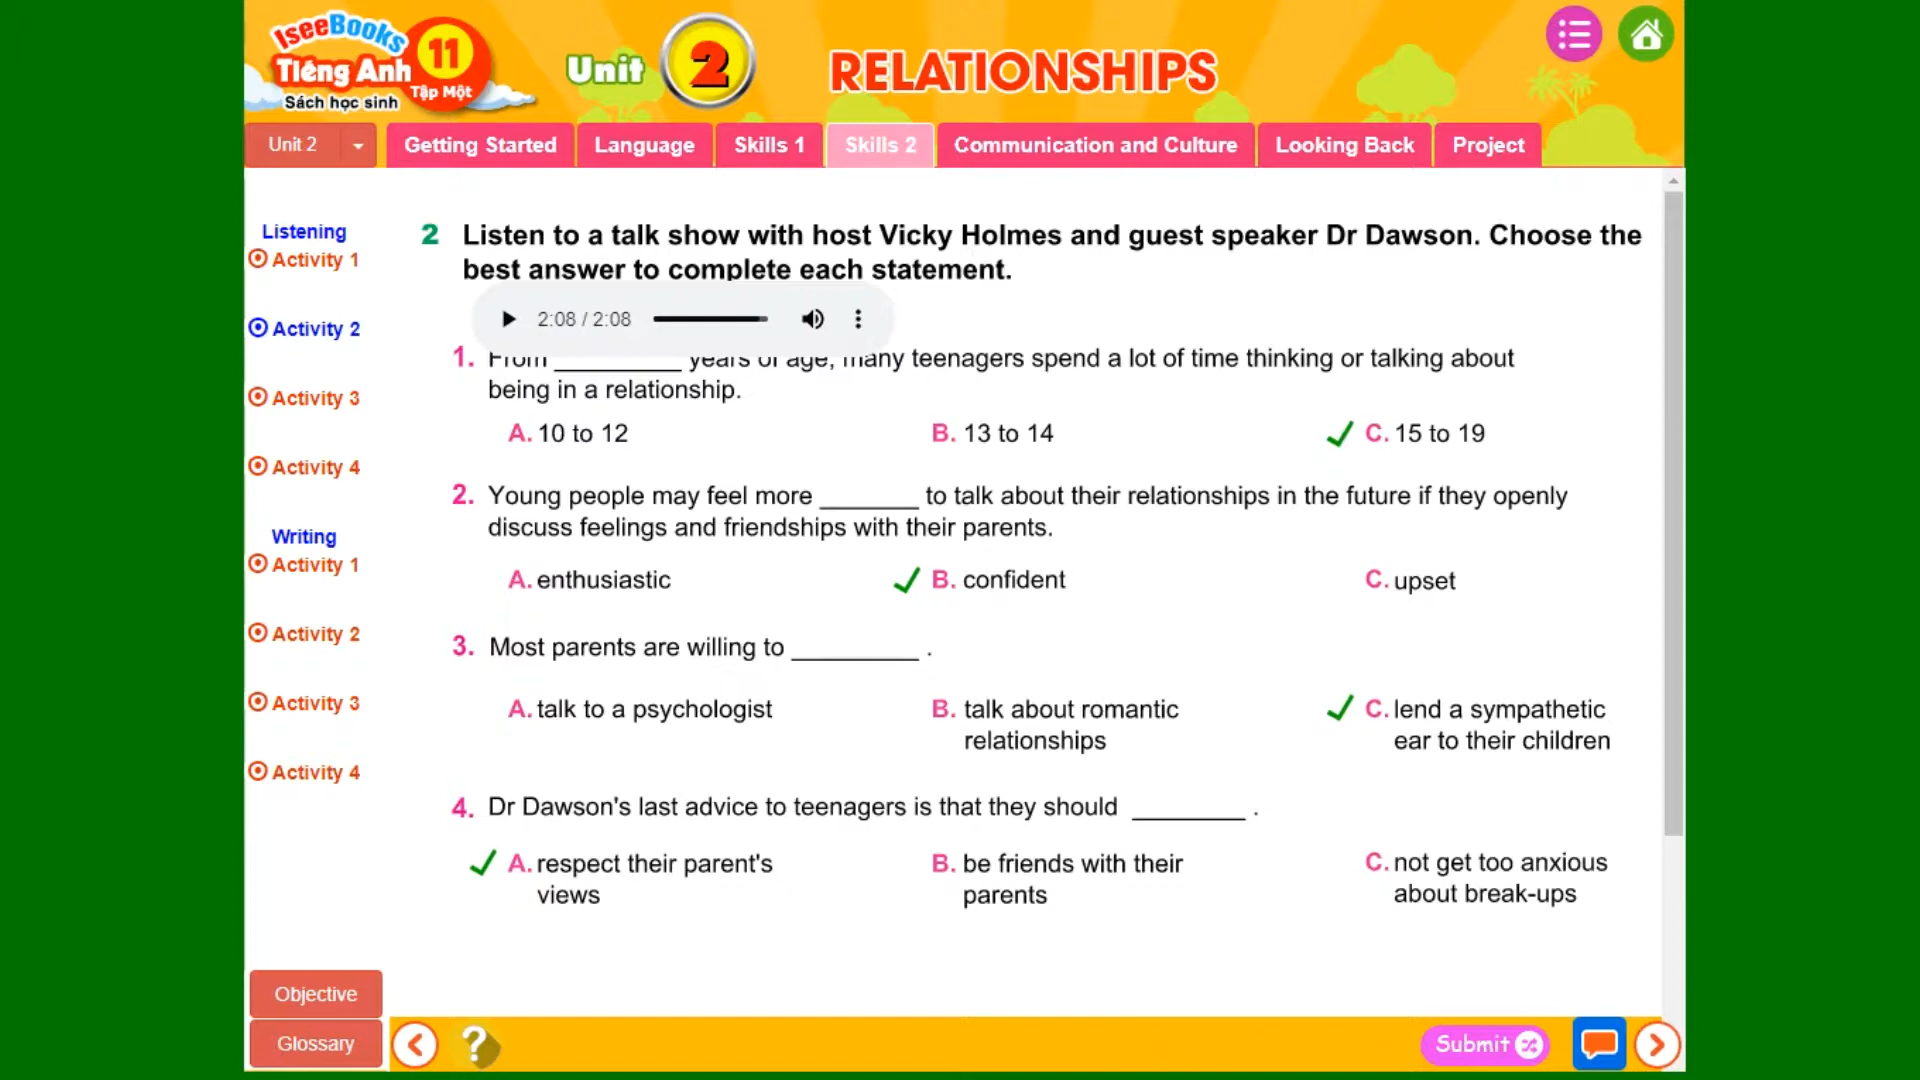 IseeBooks
Tiếng Anh 11
Tập Một
Sách học sinh
Unit 2
RELATIONSHIPS
Unit 2
Getting Started
Language
Skills 1
Skills 2
Communication and Culture
Looking Back
Project
Listening
Activity 1
Activity 2
Activity 3
Activity 4
Writing
Activity 1
Activity 2
Activity 3
Activity 4
Objective
Glossary
2 Listen to a talk show with host Vicky Holmes and guest speaker Dr Dawson. Choose the
best answer to complete each statement.
2:08 / 2:08
1. From _________ years of age, many teenagers spend a lot of time thinking or talking about
being in a relationship.
A. 10 to 12
B. 13 to 14
C. 15 to 19
2. Young people may feel more _______ to talk about their relationships in the future if they openly
discuss feelings and friendships with their parents.
A. enthusiastic
B. confident
C. upset
3. Most parents are willing to _________ .
A. talk to a psychologist
B. talk about romantic
relationships
C. lend a sympathetic
ear to their children
4. Dr Dawson's last advice to teenagers is that they should ________ .
A. respect their parent's
views
B. be friends with their
parents
C. not get too anxious
about break-ups
?
Submit